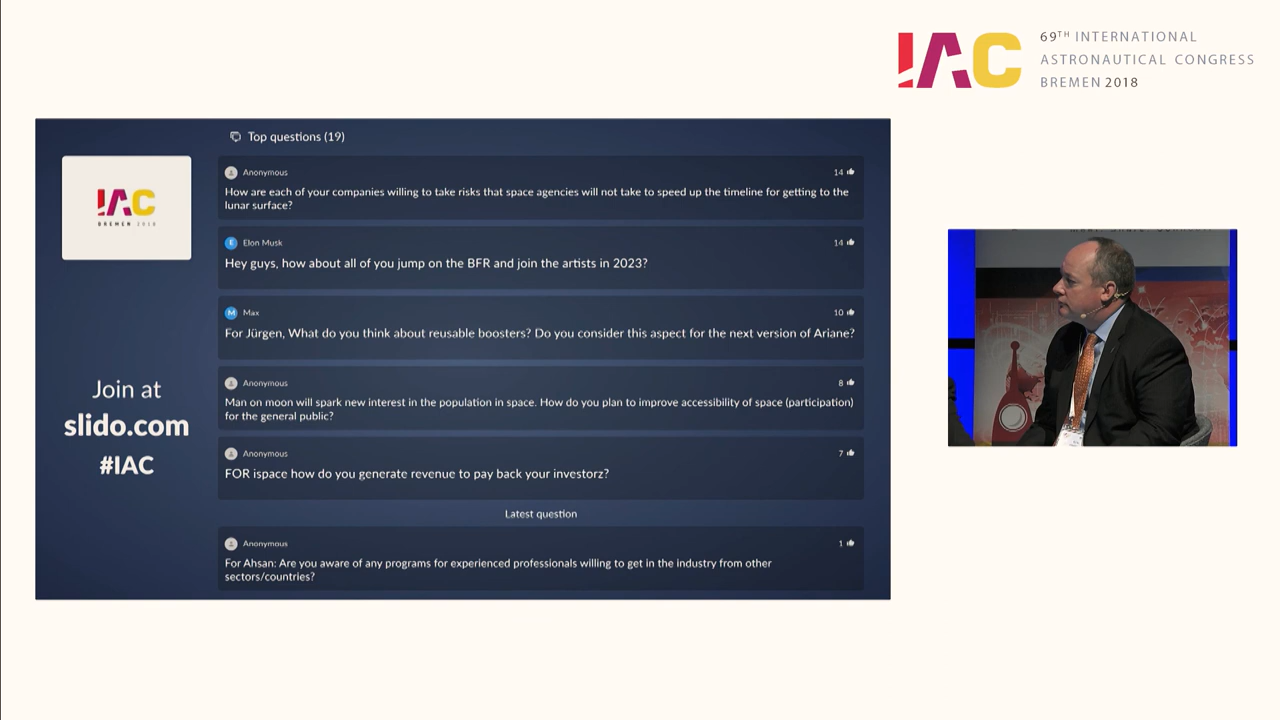 IAC
69TH INTERNATIONAL
ASTRONAUTICAL CONGRESS
BREMEN 2018
Top questions (19)
IAC
BREMEN 2018
Join at
slido.com
#IAC
Anonymous
14
How are each of your companies willing to take risks that space agencies will not take to speed up the timeline for getting to the
lunar surface?
E
Elon Musk
14
Hey guys, how about all of you jump on the BFR and join the artists in 2023?
M
Max
10
For Jürgen, What do you think about reusable boosters? Do you consider this aspect for the next version of Ariane?
Anonymous
8
Man on moon will spark new interest in the population in space. How do you plan to improve accessibility of space (participation)
for the general public?
Anonymous
7
FOR ispace how do you generate revenue to pay back your investorz?
Latest question
Anonymous
1
For Ahsan: Are you aware of any programs for experienced professionals willing to get in the industry from other
sectors/countries?